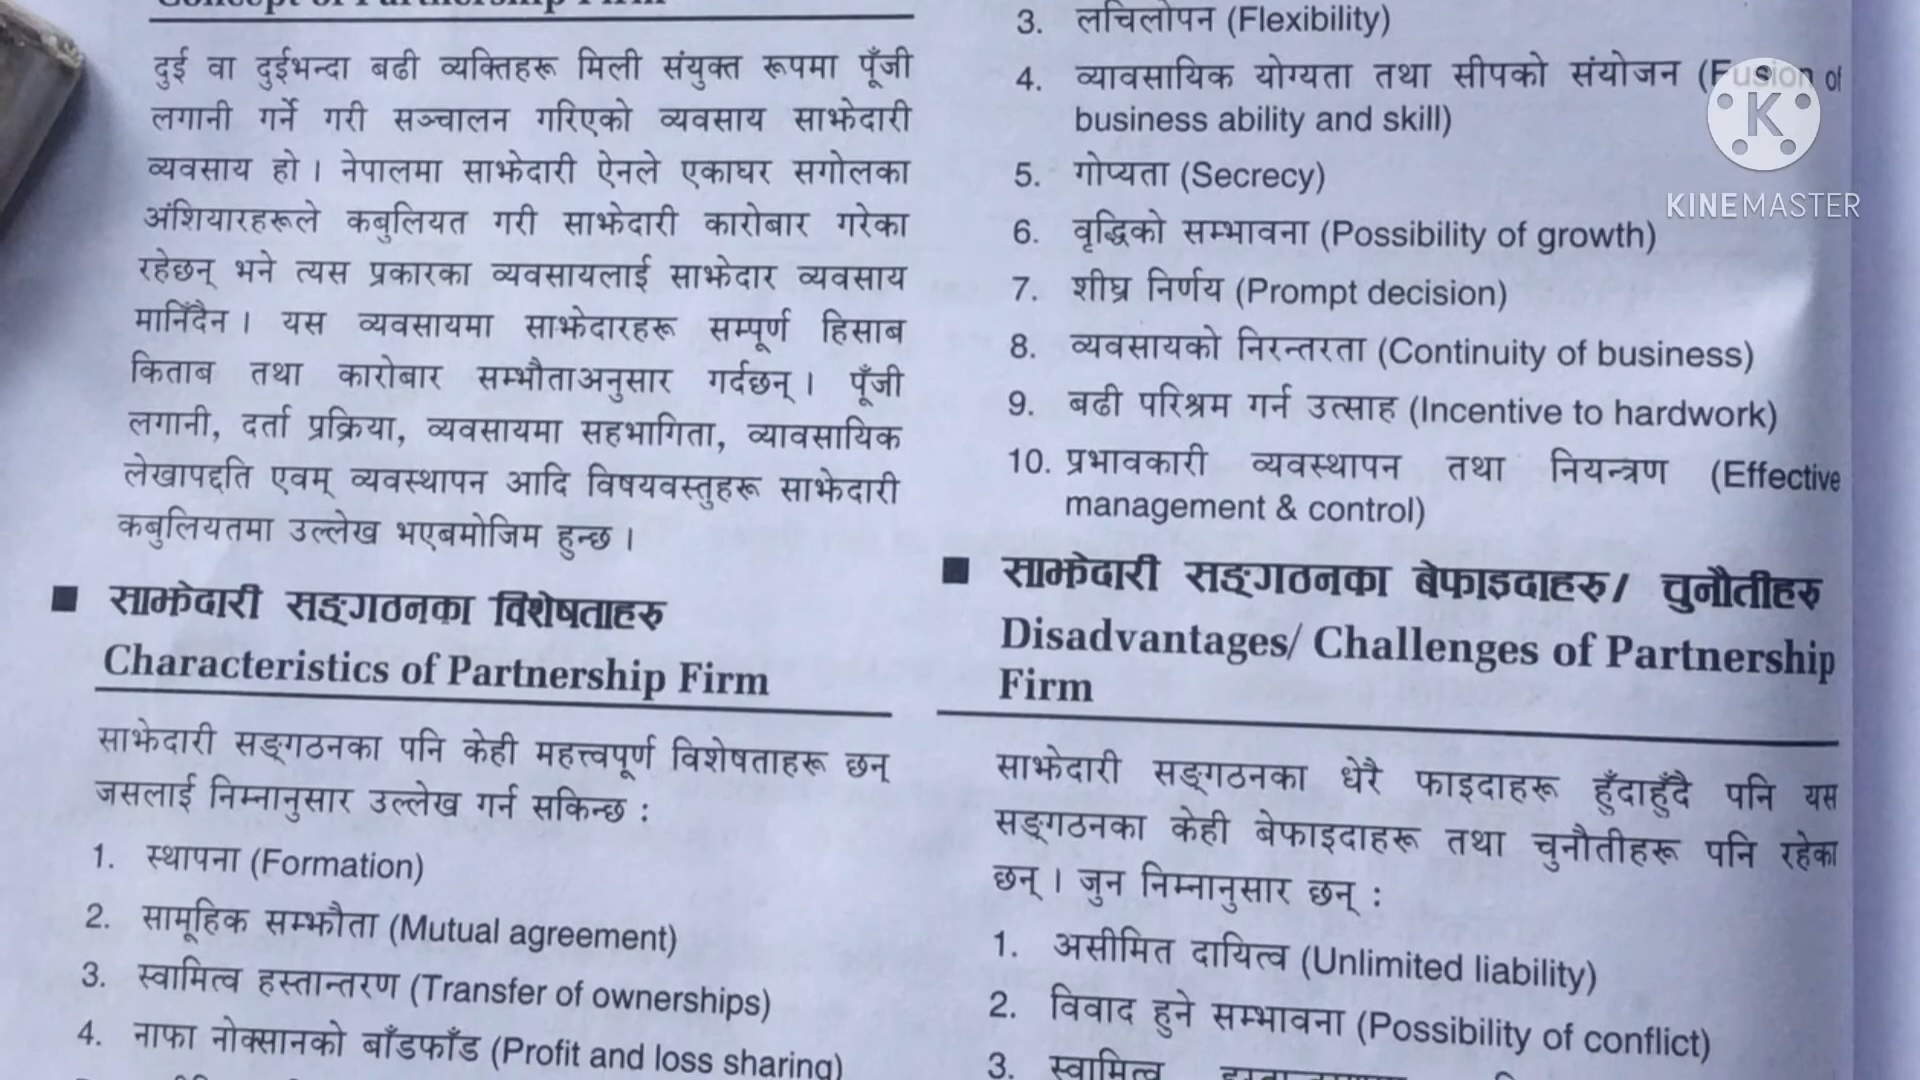 Concept of Partnership Firm
दुई वा दुईभन्दा बढी व्यक्तिहरू मिली संयुक्त रूपमा पूँजी
लगानी गर्ने गरी सञ्चालन गरिएको व्यवसाय साझेदारी
व्यवसाय हो । नेपालमा साझेदारी ऐनले एकाघर सगोलका
अंशियारहरूले कबुलियत गरी साझेदारी कारोबार गरेका
रहेछन् भने त्यस प्रकारका व्यवसायलाई साझेदार व्यवसाय
मानिँदैन । यस व्यवसायमा साझेदारहरू सम्पूर्ण हिसाब
किताब तथा कारोबार सम्झौताअनुसार गर्दछन् । पूँजी
लगानी, दर्ता प्रक्रिया, व्यवसायमा सहभागिता, व्यावसायिक
लेखापद्दति एवम् व्यवस्थापन आदि विषयवस्तुहरू साझेदारी
कबुलियतमा उल्लेख भएबमोजिम हुन्छ ।
■ साझेदारी सङ्गठनका विशेषताहरु
Characteristics of Partnership Firm
साझेदारी सङ्गठनका पनि केही महत्त्वपूर्ण विशेषताहरू छन्
जसलाई निम्नानुसार उल्लेख गर्न सकिन्छ :
1. स्थापना (Formation)
2. सामूहिक सम्झौता (Mutual agreement)
3. स्वामित्व हस्तान्तरण (Transfer of ownerships)
4. नाफा नोक्सानको बाँडफाँड (Profit and loss sharing)
3. लचिलोपन (Flexibility)
4. व्यावसायिक योग्यता तथा सीपको संयोजन (Fusion of
business ability and skill)
5. गोप्यता (Secrecy)
6. वृद्धिको सम्भावना (Possibility of growth)
7. शीघ्र निर्णय (Prompt decision)
8. व्यवसायको निरन्तरता (Continuity of business)
9. बढी परिश्रम गर्न उत्साह (Incentive to hardwork)
10. प्रभावकारी व्यवस्थापन तथा नियन्त्रण (Effective
management & control)
■ साझेदारी सङ्गठनका बेफाइदाहरु/ चुनौतीहरु
Disadvantages/ Challenges of Partnership
Firm
साझेदारी सङ्गठनका धेरै फाइदाहरू हुँदाहुँदै पनि यस
सङ्गठनका केही बेफाइदाहरू तथा चुनौतीहरू पनि रहेका
छन् । जुन निम्नानुसार छन् :
1. असीमित दायित्व (Unlimited liability)
2. विवाद हुने सम्भावना (Possibility of conflict)
3. स्वामित्व
K
KINEMASTER